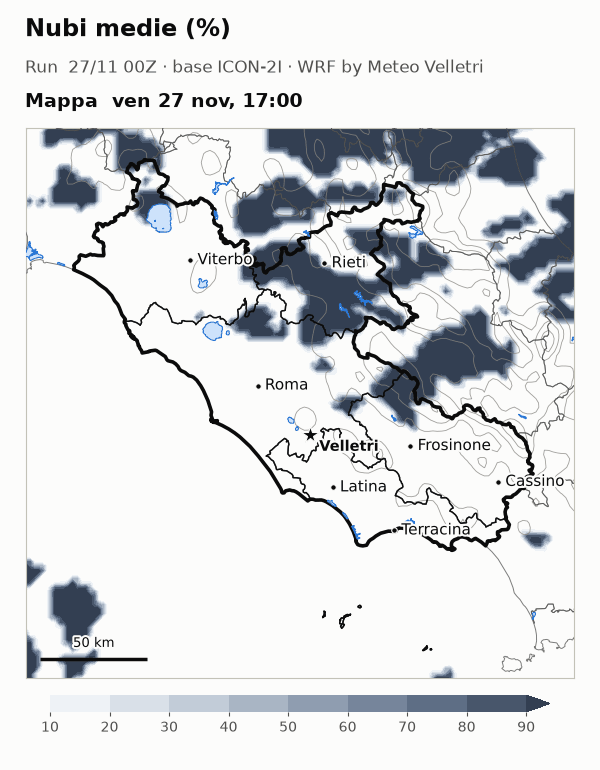 Nubi medie (%)
Run  27/11 00Z · base ICON-2I · WRF by Meteo Velletri
Mappa  ven 27 nov, 17:00
Viterbo
Rieti
Roma
Velletri
Frosinone
Latina
Cassino
Terracina
50 km
10 20 30 40 50 60 70 80 90